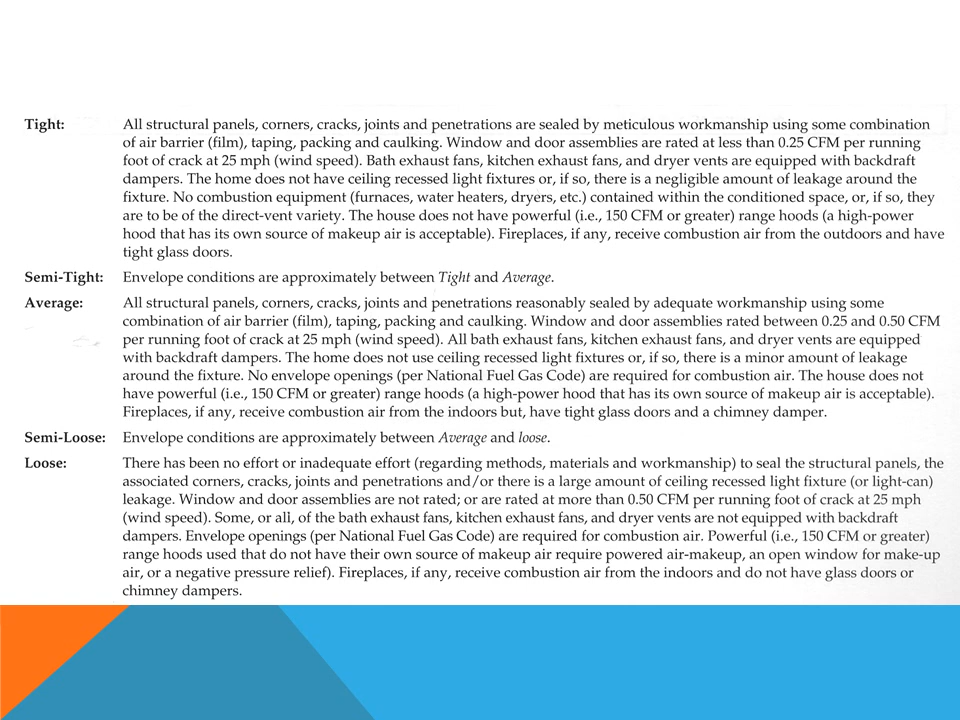 Tight: All structural panels, corners, cracks, joints and penetrations are sealed by meticulous workmanship using some combination
of air barrier (film), taping, packing and caulking. Window and door assemblies are rated at less than 0.25 CFM per running
foot of crack at 25 mph (wind speed). Bath exhaust fans, kitchen exhaust fans, and dryer vents are equipped with backdraft
dampers. The home does not have ceiling recessed light fixtures or, if so, there is a negligible amount of leakage around the
fixture. No combustion equipment (furnaces, water heaters, dryers, etc.) contained within the conditioned space, or, if so, they
are to be of the direct-vent variety. The house does not have powerful (i.e., 150 CFM or greater) range hoods (a high-power
hood that has its own source of makeup air is acceptable). Fireplaces, if any, receive combustion air from the outdoors and have
tight glass doors.
Semi-Tight: Envelope conditions are approximately between Tight and Average.
Average: All structural panels, corners, cracks, joints and penetrations reasonably sealed by adequate workmanship using some
combination of air barrier (film), taping, packing and caulking. Window and door assemblies rated between 0.25 and 0.50 CFM
per running foot of crack at 25 mph (wind speed). All bath exhaust fans, kitchen exhaust fans, and dryer vents are equipped
with backdraft dampers. The home does not use ceiling recessed light fixtures or, if so, there is a minor amount of leakage
around the fixture. No envelope openings (per National Fuel Gas Code) are required for combustion air. The house does not
have powerful (i.e., 150 CFM or greater) range hoods (a high-power hood that has its own source of makeup air is acceptable).
Fireplaces, if any, receive combustion air from the indoors but, have tight glass doors and a chimney damper.
Semi-Loose: Envelope conditions are approximately between Average and loose.
Loose: There has been no effort or inadequate effort (regarding methods, materials and workmanship) to seal the structural panels, the
associated corners, cracks, joints and penetrations and/or there is a large amount of ceiling recessed light fixture (or light-can)
leakage. Window and door assemblies are not rated; or are rated at more than 0.50 CFM per running foot of crack at 25 mph
(wind speed). Some, or all, of the bath exhaust fans, kitchen exhaust fans, and dryer vents are not equipped with backdraft
dampers. Envelope openings (per National Fuel Gas Code) are required for combustion air. Powerful (i.e., 150 CFM or greater)
range hoods used that do not have their own source of makeup air require powered air-makeup, an open window for make-up
air, or a negative pressure relief). Fireplaces, if any, receive combustion air from the indoors and do not have glass doors or
chimney dampers.